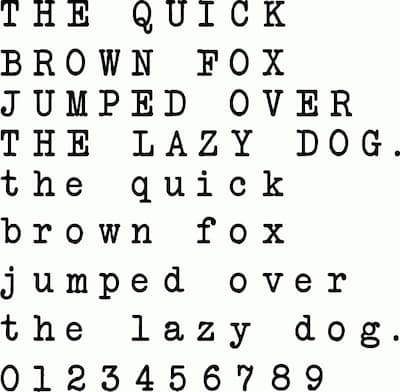 THE QUICK
BROWN FOX
JUMPED OVER
THE LAZY DOG.
the quick
brown fox
jumped over
the lazy dog.
0123456789